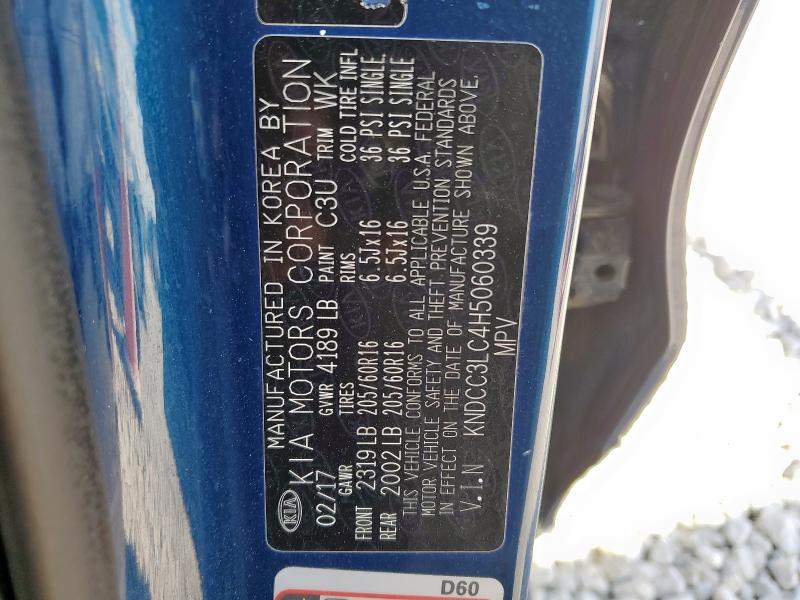 MANUFACTURED IN KOREA BY
KIA KIA MOTORS CORPORATION
02/17 GVWR 4189 LB PAINT C3U TRIM WK
GAWR TIRES RIMS COLD TIRE INFL
FRONT 2319 LB 205/60R16 6.5Jx16 36 PSI SINGLE,
REAR 2002 LB 205/60R16 6.5Jx16 36 PSI SINGLE
THIS VEHICLE CONFORMS TO ALL APPLICABLE U.S.A. FEDERAL
MOTOR VEHICLE SAFETY AND THEFT PREVENTION STANDARDS
IN EFFECT ON THE DATE OF MANUFACTURE SHOWN ABOVE.
V.I.N KNDCC3LC4H5060339
MPV
D60